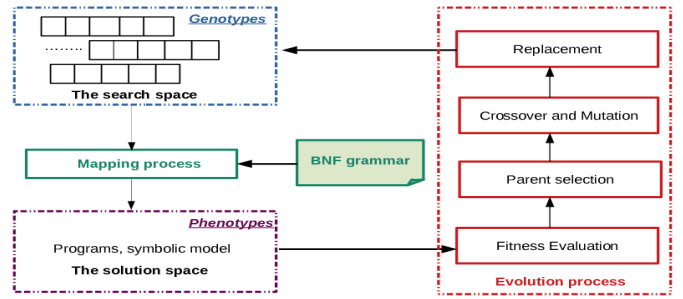 Genotypes
.........
The search space
Mapping process
BNF grammar
Phenotypes
Programs, symbolic model
The solution space
Replacement
Crossover and Mutation
Parent selection
Fitness Evaluation
Evolution process